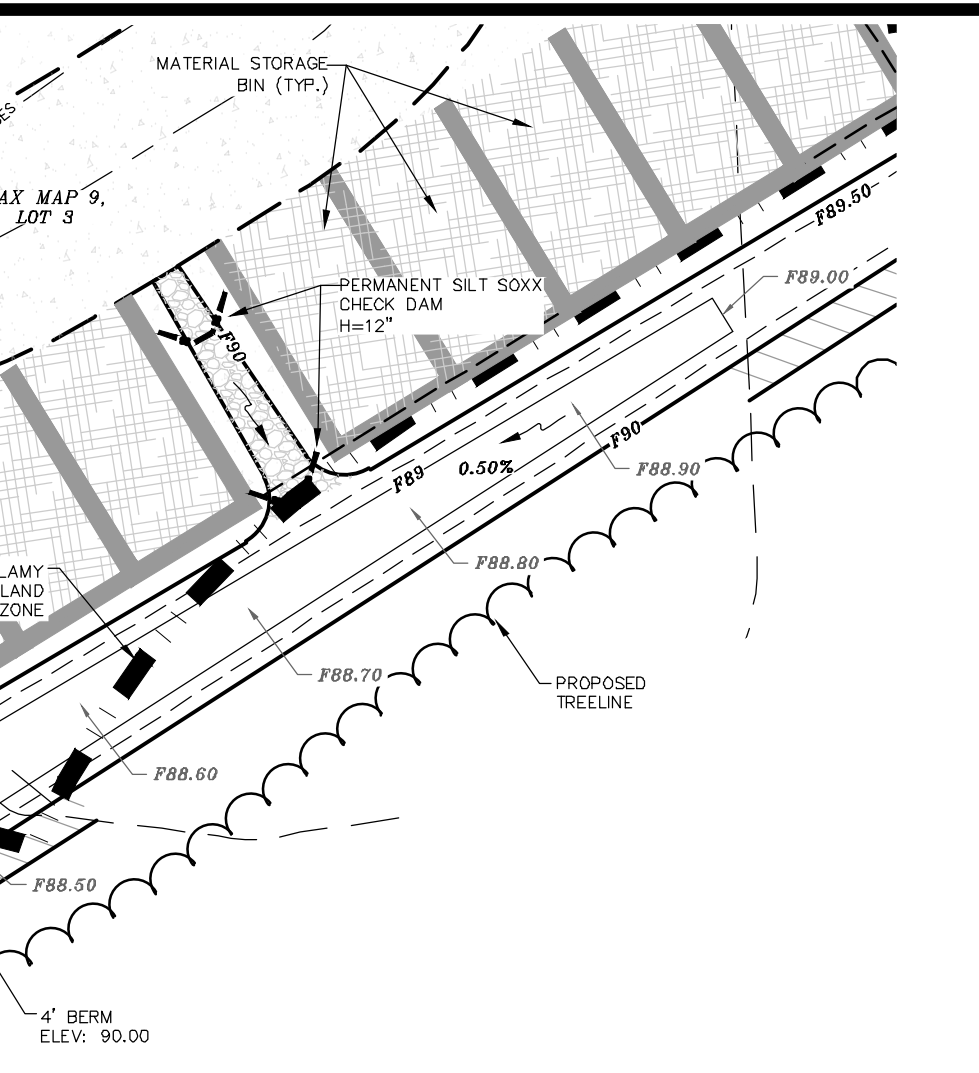 MATERIAL STORAGE
BIN (TYP.)
AX MAP 9,
LOT 3
F89.50
F89.00
PERMANENT SILT SOXX
CHECK DAM
H=12"
F90
F89
0.50%
F90
F88.90
F88.80
LAMY
LAND
ZONE
F88.70
PROPOSED
TREELINE
F88.60
F88.50
4' BERM
ELEV: 90.00